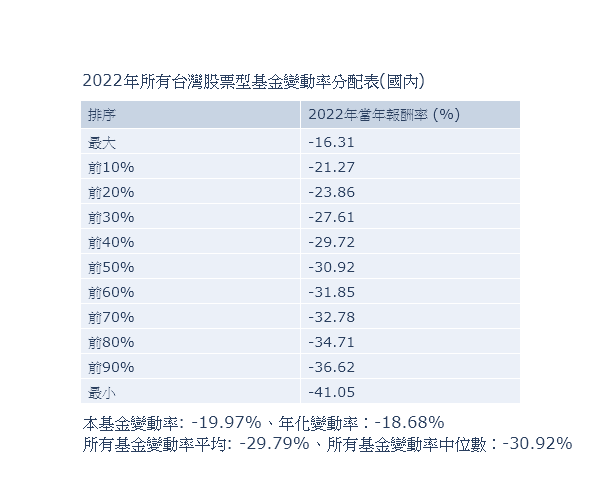 2022年所有台灣股票型基金變動率分配表(國內)
排序 2022年當年報酬率 (%)
最大 -16.31
前10% -21.27
前20% -23.86
前30% -27.61
前40% -29.72
前50% -30.92
前60% -31.85
前70% -32.78
前80% -34.71
前90% -36.62
最小 -41.05
本基金變動率: -19.97%、年化變動率：-18.68%
所有基金變動率平均: -29.79%、所有基金變動率中位數：-30.92%